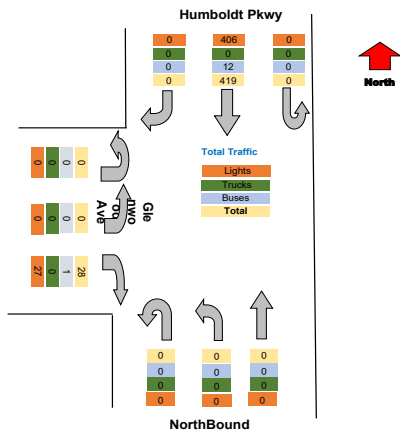 Humboldt Pkwy
0 406 0
0 0 0
0 12 0
0 419 0
North
Total Traffic
Lights
Trucks
Buses
Total
0 0 0 0
0 0 0 0
Glenwood Ave
27 0 1 28
0 0 0
0 0 0
0 0 0
0 0 0
NorthBound